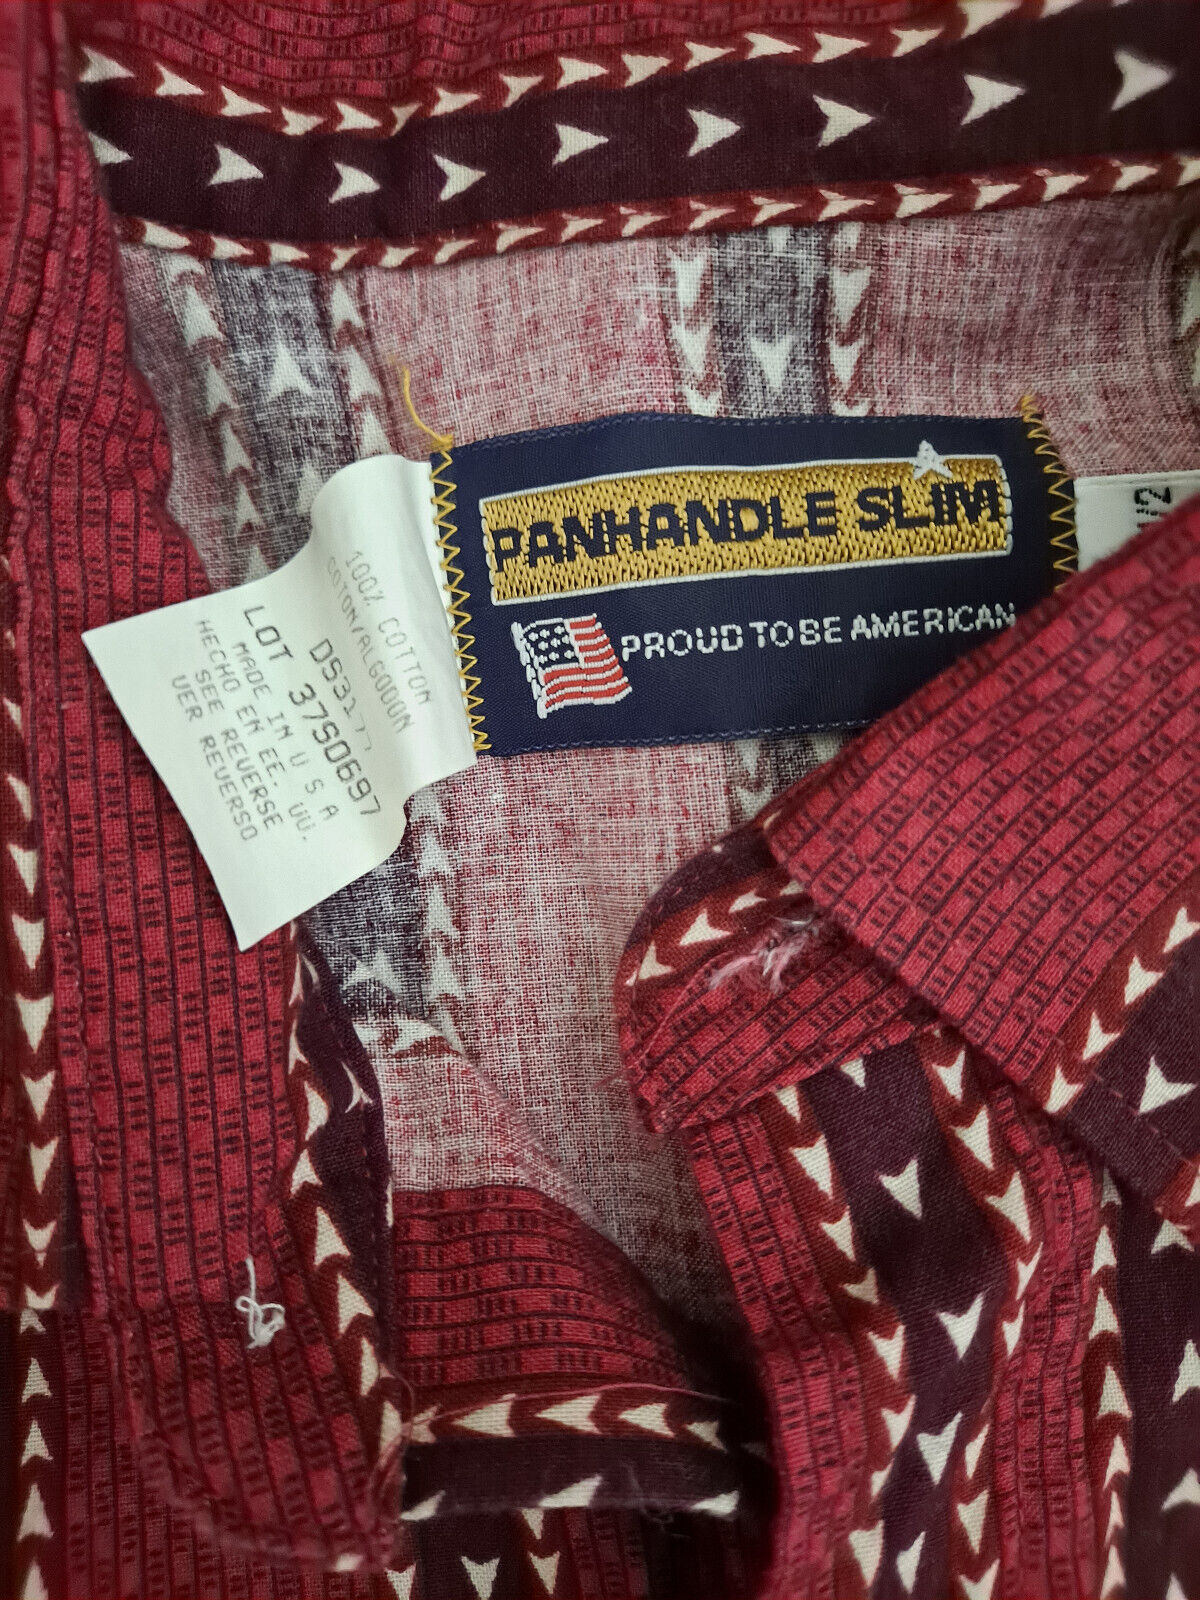 PANHANDLE SLIM
PROUD TO BE AMERICAN
100% COTTON
COTON/ALGODON
DS3277
LOT 37S0697
MADE IN U S A
HECHO EN EE. UU.
SEE REVERSE
VER REVERSO